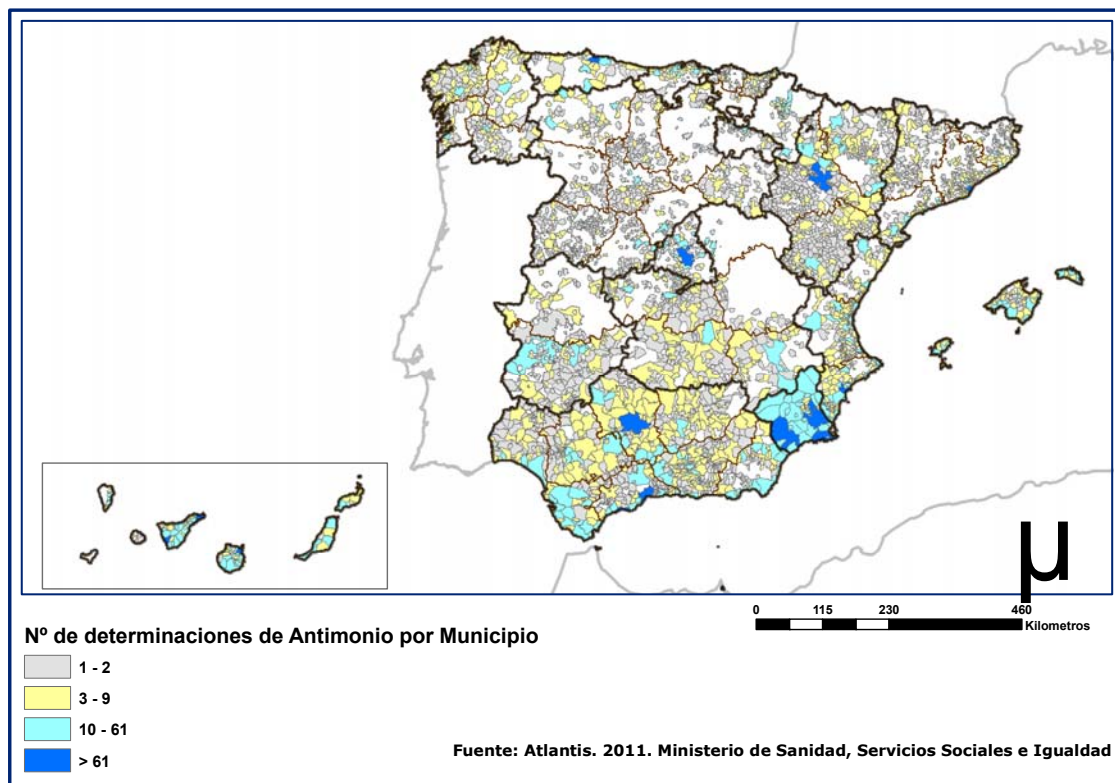 µ
0 115 230 460
Kilometros
Nº de determinaciones de Antimonio por Municipio
1 - 2
3 - 9
10 - 61
> 61
Fuente: Atlantis. 2011. Ministerio de Sanidad, Servicios Sociales e Igualdad